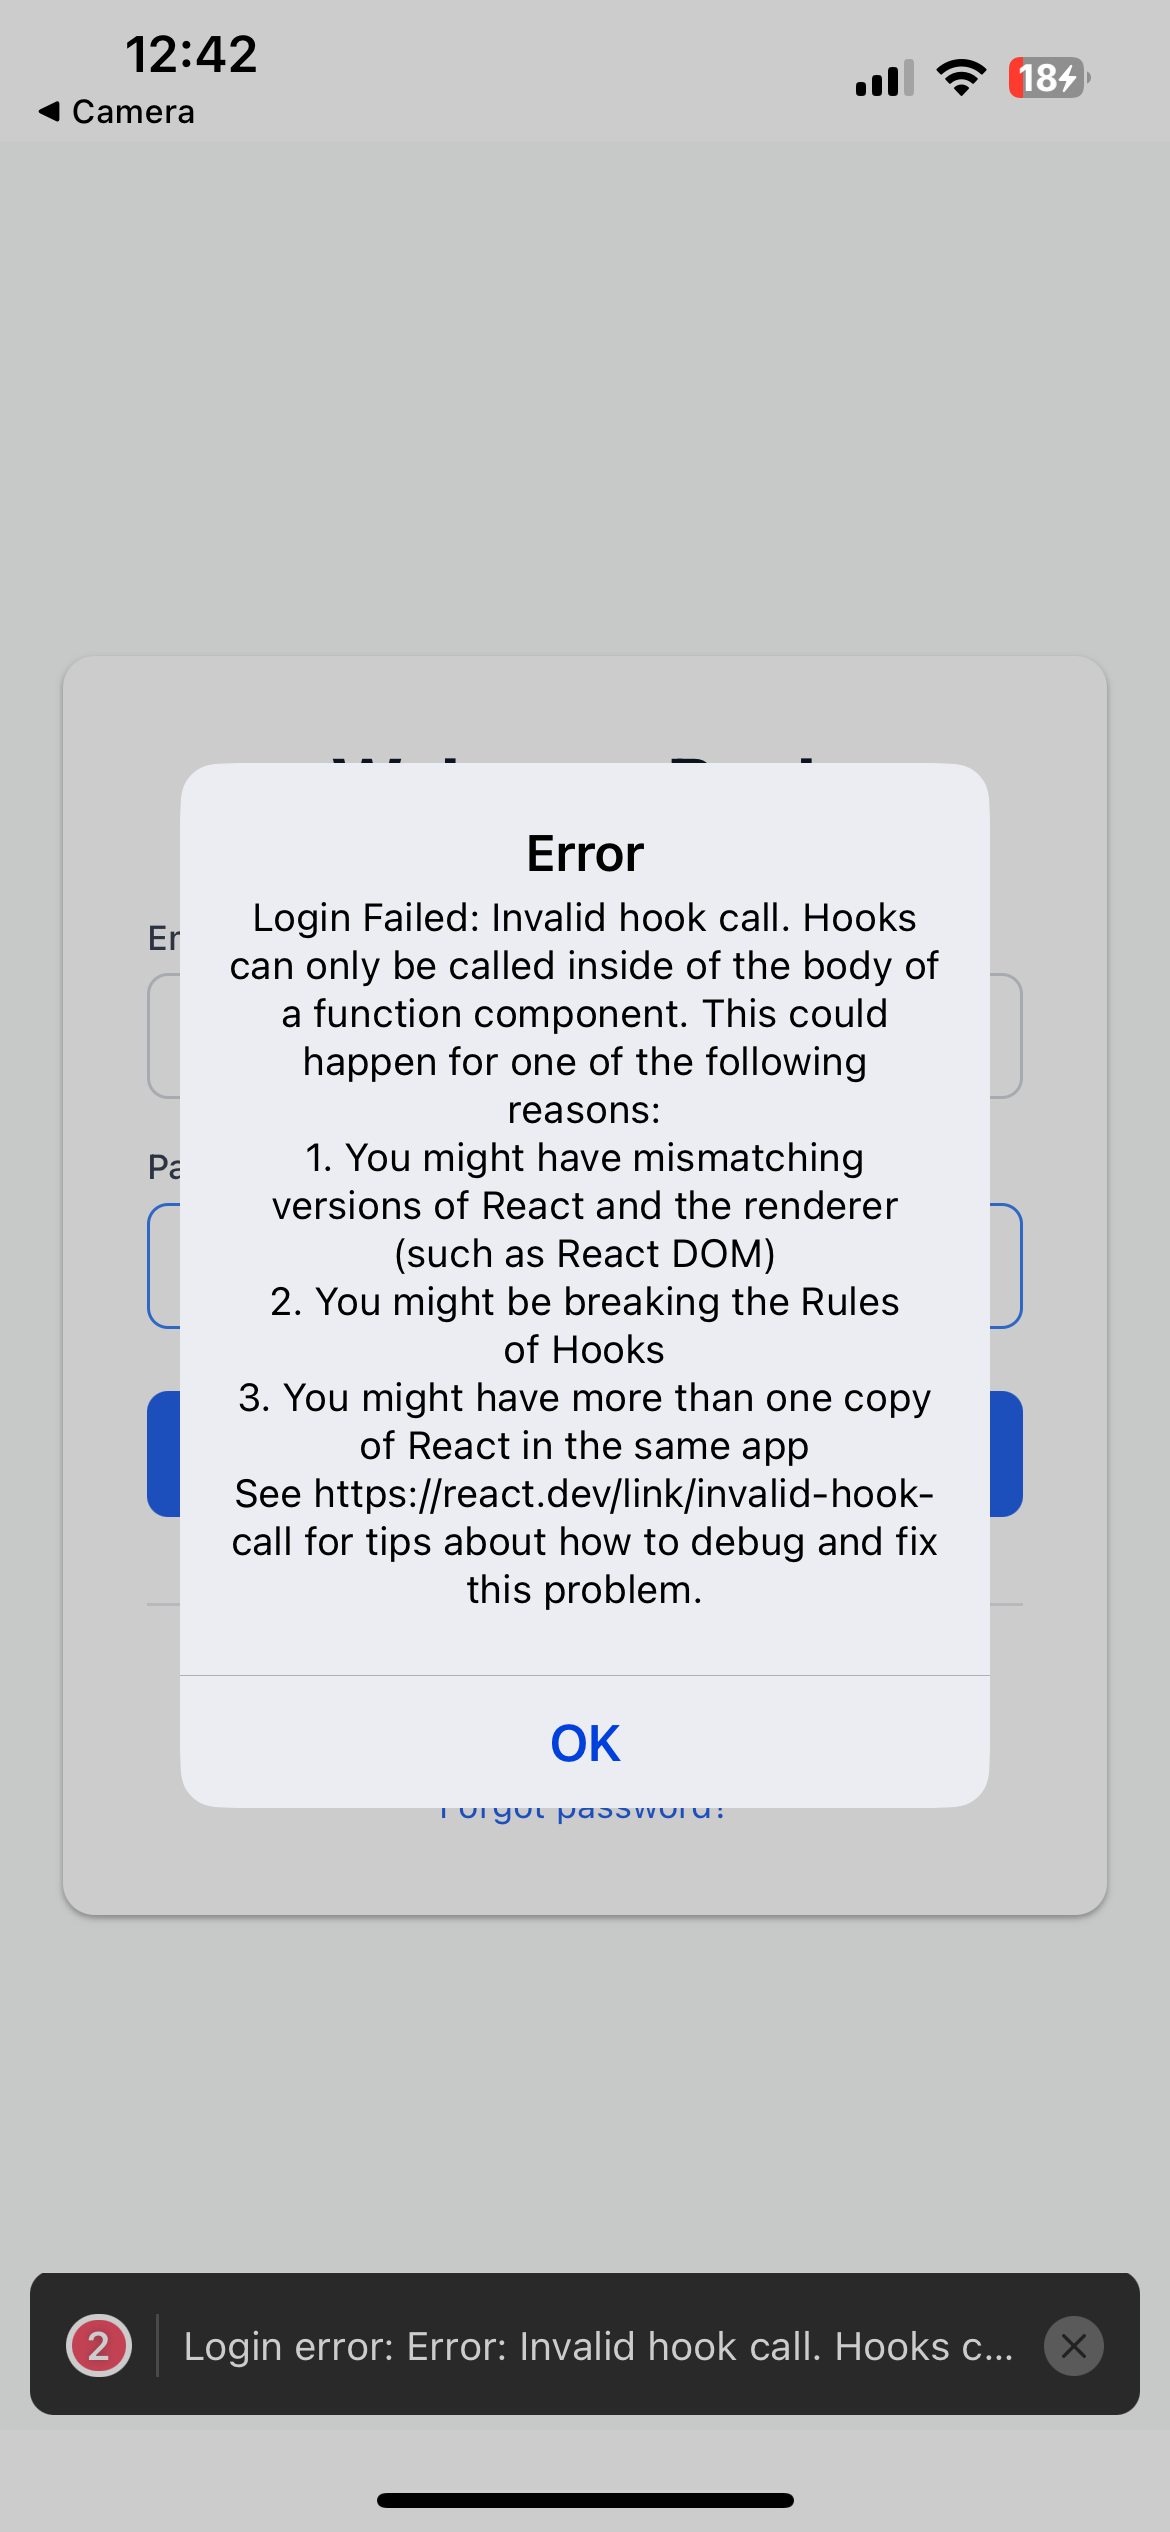 12:42
18
◀ Camera
Error
Login Failed: Invalid hook call. Hooks
can only be called inside of the body of
a function component. This could
happen for one of the following
reasons:
1. You might have mismatching
versions of React and the renderer
(such as React DOM)
2. You might be breaking the Rules
of Hooks
3. You might have more than one copy
of React in the same app
See https://react.dev/link/invalid-hook-
call for tips about how to debug and fix
this problem.
OK
Forgot password?
2
Login error: Error: Invalid hook call. Hooks c...